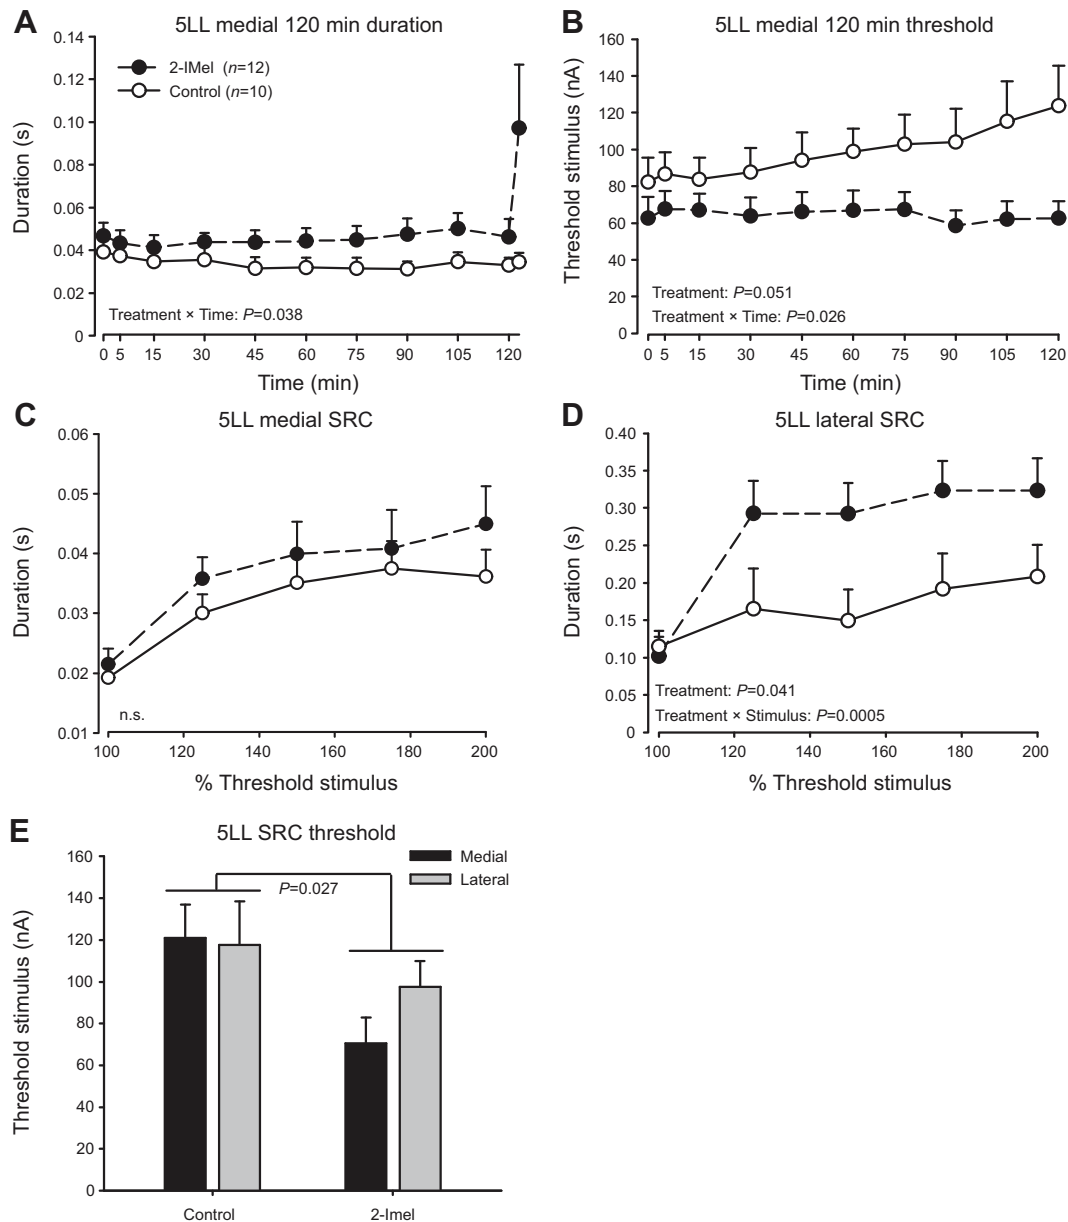 A
5LL medial 120 min duration
0.14
0.12
0.10
0.08
0.06
0.04
0.02
0
Duration (s)
2-IMel (n=12)
Control (n=10)
Treatment × Time: P=0.038
0 5 15 30 45 60 75 90 105 120
Time (min)
B
5LL medial 120 min threshold
160
140
120
100
80
60
40
20
0
Threshold stimulus (nA)
Treatment: P=0.051
Treatment × Time: P=0.026
0 5 15 30 45 60 75 90 105 120
Time (min)
C
5LL medial SRC
0.06
0.05
0.04
0.03
0.02
0.01
Duration (s)
n.s.
100 120 140 160 180 200
% Threshold stimulus
D
5LL lateral SRC
0.40
0.35
0.30
0.25
0.20
0.15
0.10
0.05
0
Duration (s)
Treatment: P=0.041
Treatment × Stimulus: P=0.0005
100 120 140 160 180 200
% Threshold stimulus
E
5LL SRC threshold
160
140
120
100
80
60
40
20
0
Threshold stimulus (nA)
Medial
Lateral
P=0.027
Control 2-Imel